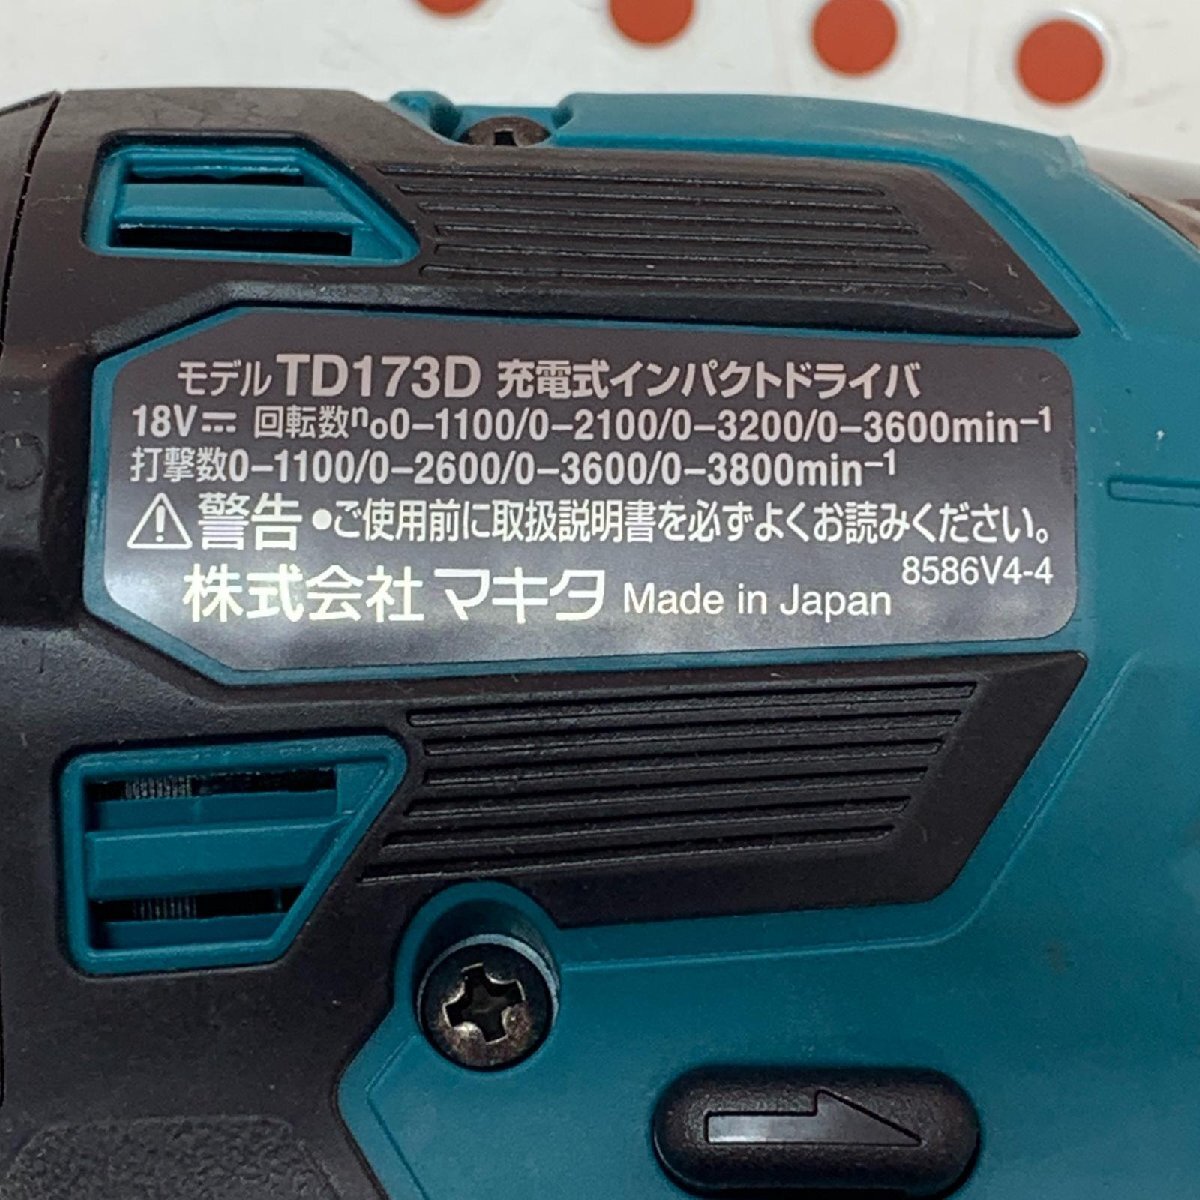 モデル TD173D 充電式インパクトドライバ
18V⎓ 回転数n₀0-1100/0-2100/0-3200/0-3600min⁻¹
打撃数0-1100/0-2600/0-3600/0-3800min⁻¹
⚠警告 ●ご使用前に取扱説明書を必ずよくお読みください。
8586V4-4
株式会社 マキタ Made in Japan